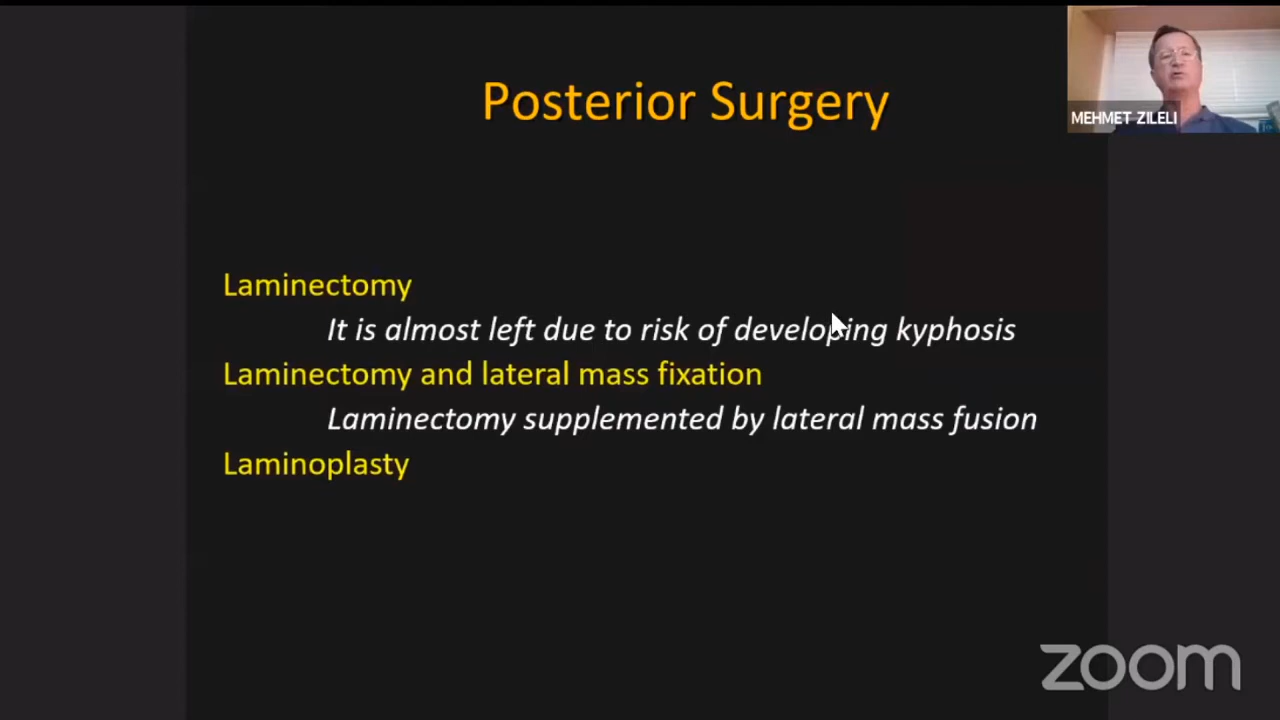 Posterior Surgery
MEHMET ZILELI
Laminectomy
It is almost left due to risk of developing kyphosis
Laminectomy and lateral mass fixation
Laminectomy supplemented by lateral mass fusion
Laminoplasty
zoom